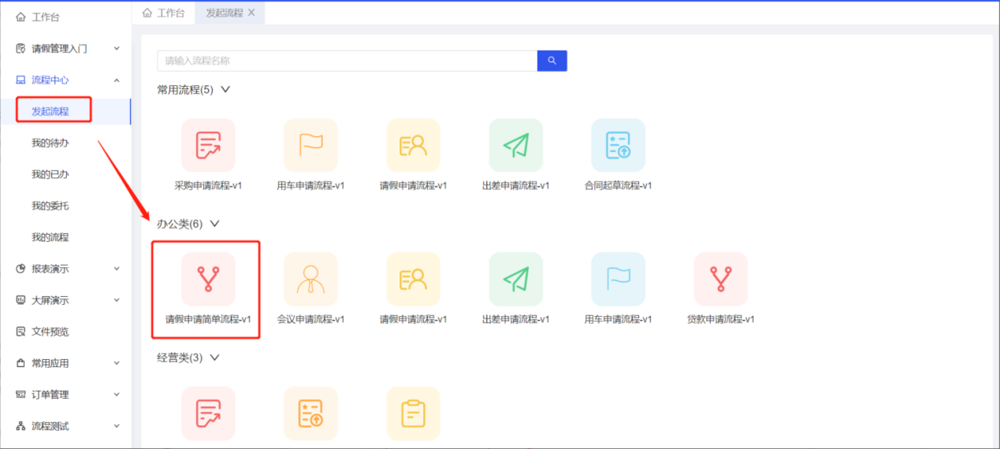 工作台
请假管理入门
流程中心
发起流程
我的待办
我的已办
我的委托
我的流程
报表演示
大屏演示
文件预览
常用应用
订单管理
流程测试
工作台 发起流程
请输入流程名称
常用流程(5)
采购申请流程-v1 用车申请流程-v1 请假申请流程-v1 出差申请流程-v1 合同起草流程-v1
办公类(6)
请假申请简单流程-v1 会议申请流程-v1 请假申请流程-v1 出差申请流程-v1 用车申请流程-v1 贷款申请流程-v1
经营类(3)